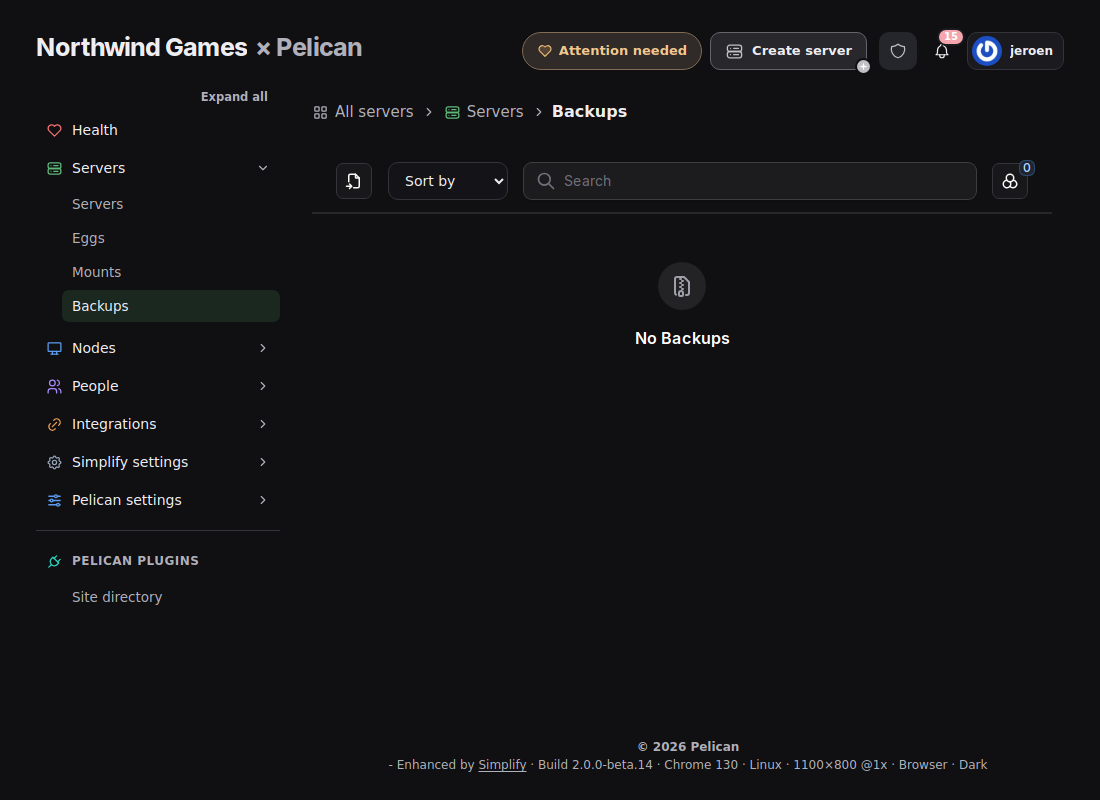 Northwind Games × Pelican
Attention needed
Create server
15
jeroen
Expand all
Health
Servers
Servers
Eggs
Mounts
Backups
Nodes
People
Integrations
Simplify settings
Pelican settings
PELICAN PLUGINS
Site directory
All servers > Servers > Backups
Sort by
Search
0
No Backups
© 2026 Pelican
- Enhanced by Simplify · Build 2.0.0-beta.14 · Chrome 130 · Linux · 1100×800 @1x · Browser · Dark